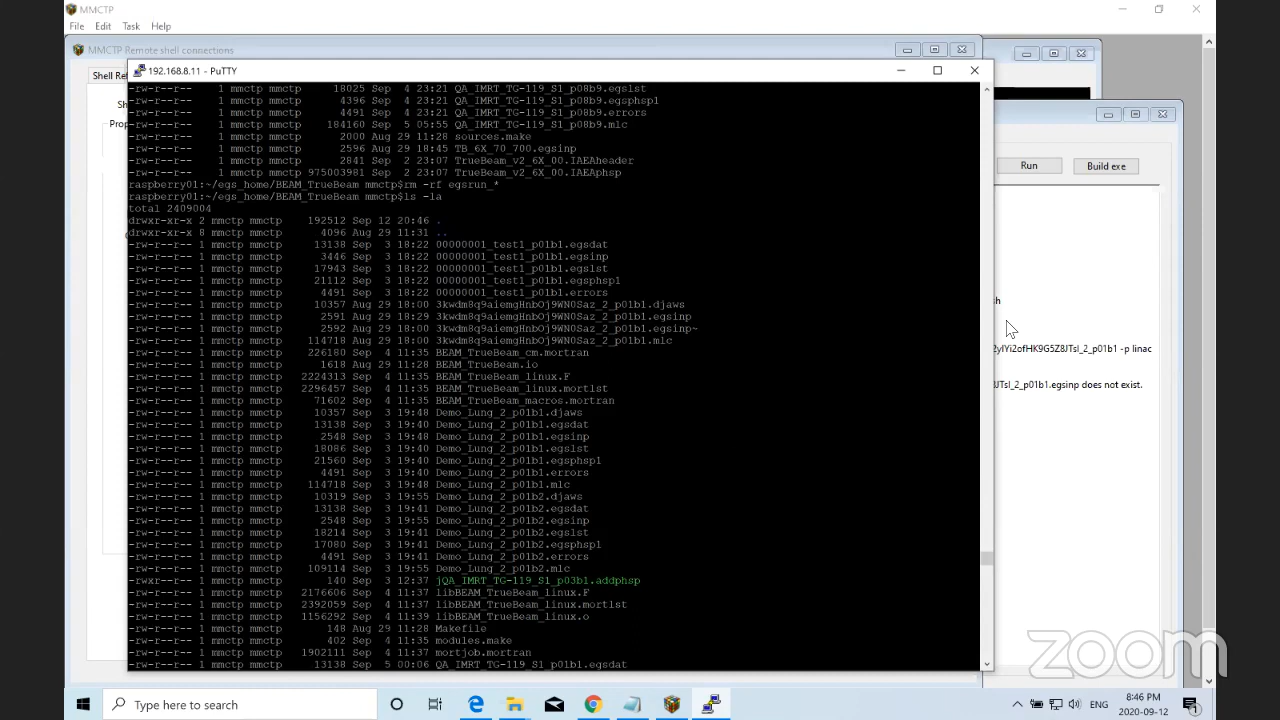 MMCTP
File Edit Task Help
MMCTP Remote shell connections
192.168.8.11 - PuTTY
Shell Re
Sh
Prop
Run
Build exe
-rw-r--r-- 1 mmctp mmctp 18025 Sep 4 23:21 QA_IMRT_TG-119_S1_p08b9.egslst
-rw-r--r-- 1 mmctp mmctp 4396 Sep 4 23:21 QA_IMRT_TG-119_S1_p08b9.egsphsp1
-rw-r--r-- 1 mmctp mmctp 4491 Sep 4 23:21 QA_IMRT_TG-119_S1_p08b9.errors
-rw-r--r-- 1 mmctp mmctp 184160 Sep 5 05:55 QA_IMRT_TG-119_S1_p08b9.mlc
-rw-r--r-- 1 mmctp mmctp 2000 Aug 29 11:28 sources.make
-rw-r--r-- 1 mmctp mmctp 2596 Aug 29 18:45 TB_6X_70_700.egsinp
-rw-r--r-- 1 mmctp mmctp 2841 Sep 2 23:07 TrueBeam_v2_6X_00.IAEAheader
-rw-r--r-- 1 mmctp mmctp 975003981 Sep 2 23:07 TrueBeam_v2_6X_00.IAEAphsp
raspberry01:~/egs_home/BEAM_TrueBeam mmctp$rm -rf egsrun_*
raspberry01:~/egs_home/BEAM_TrueBeam mmctp$ls -la
total 2409004
drwxr-xr-x 2 mmctp mmctp 192512 Sep 12 20:46 .
drwxr-xr-x 8 mmctp mmctp 4096 Aug 29 11:31 ..
-rw-r--r-- 1 mmctp mmctp 13138 Sep 3 18:22 00000001_test1_p01b1.egsdat
-rw-r--r-- 1 mmctp mmctp 3446 Sep 3 18:22 00000001_test1_p01b1.egsinp
-rw-r--r-- 1 mmctp mmctp 17943 Sep 3 18:22 00000001_test1_p01b1.egslst
-rw-r--r-- 1 mmctp mmctp 21112 Sep 3 18:22 00000001_test1_p01b1.egsphsp1
-rw-r--r-- 1 mmctp mmctp 4491 Sep 3 18:22 00000001_test1_p01b1.errors
-rw-r--r-- 1 mmctp mmctp 10357 Aug 29 18:00 3kwdm8q9aiemgHnbOj9WN0Saz_2_p01b1.djaws
-rw-r--r-- 1 mmctp mmctp 2591 Aug 29 18:29 3kwdm8q9aiemgHnbOj9WN0Saz_2_p01b1.egsinp
-rw-r--r-- 1 mmctp mmctp 2592 Aug 29 18:00 3kwdm8q9aiemgHnbOj9WN0Saz_2_p01b1.egsinp~
-rw-r--r-- 1 mmctp mmctp 114718 Aug 29 18:00 3kwdm8q9aiemgHnbOj9WN0Saz_2_p01b1.mlc
-rw-r--r-- 1 mmctp mmctp 226180 Sep 4 11:35 BEAM_TrueBeam_cm.mortran
-rw-r--r-- 1 mmctp mmctp 1618 Aug 29 11:28 BEAM_TrueBeam.io
-rw-r--r-- 1 mmctp mmctp 2224313 Sep 4 11:35 BEAM_TrueBeam_linux.F
-rw-r--r-- 1 mmctp mmctp 2296457 Sep 4 11:35 BEAM_TrueBeam_linux.mortlst
-rw-r--r-- 1 mmctp mmctp 71602 Sep 4 11:35 BEAM_TrueBeam_macros.mortran
-rw-r--r-- 1 mmctp mmctp 10357 Sep 3 19:48 Demo_Lung_2_p01b1.djaws
-rw-r--r-- 1 mmctp mmctp 13138 Sep 3 19:40 Demo_Lung_2_p01b1.egsdat
-rw-r--r-- 1 mmctp mmctp 2548 Sep 3 19:48 Demo_Lung_2_p01b1.egsinp
-rw-r--r-- 1 mmctp mmctp 18086 Sep 3 19:40 Demo_Lung_2_p01b1.egslst
-rw-r--r-- 1 mmctp mmctp 21560 Sep 3 19:40 Demo_Lung_2_p01b1.egsphsp1
-rw-r--r-- 1 mmctp mmctp 4491 Sep 3 19:40 Demo_Lung_2_p01b1.errors
-rw-r--r-- 1 mmctp mmctp 114718 Sep 3 19:48 Demo_Lung_2_p01b1.mlc
-rw-r--r-- 1 mmctp mmctp 10319 Sep 3 19:55 Demo_Lung_2_p01b2.djaws
-rw-r--r-- 1 mmctp mmctp 13138 Sep 3 19:41 Demo_Lung_2_p01b2.egsdat
-rw-r--r-- 1 mmctp mmctp 2548 Sep 3 19:55 Demo_Lung_2_p01b2.egsinp
-rw-r--r-- 1 mmctp mmctp 18214 Sep 3 19:41 Demo_Lung_2_p01b2.egslst
-rw-r--r-- 1 mmctp mmctp 17080 Sep 3 19:41 Demo_Lung_2_p01b2.egsphsp1
-rw-r--r-- 1 mmctp mmctp 4491 Sep 3 19:41 Demo_Lung_2_p01b2.errors
-rw-r--r-- 1 mmctp mmctp 109114 Sep 3 19:55 Demo_Lung_2_p01b2.mlc
-rwxr--r-- 1 mmctp mmctp 140 Sep 3 12:37 jQA_IMRT_TG-119_S1_p03b1.addphsp
-rw-r--r-- 1 mmctp mmctp 2176606 Sep 4 11:37 libBEAM_TrueBeam_linux.F
-rw-r--r-- 1 mmctp mmctp 2392059 Sep 4 11:37 libBEAM_TrueBeam_linux.mortlst
-rw-r--r-- 1 mmctp mmctp 1156292 Sep 4 11:39 libBEAM_TrueBeam_linux.o
-rw-r--r-- 1 mmctp mmctp 148 Aug 29 11:28 Makefile
-rw-r--r-- 1 mmctp mmctp 402 Sep 4 11:35 modules.make
-rw-r--r-- 1 mmctp mmctp 1902111 Sep 4 11:37 mortjob.mortran
-rw-r--r-- 1 mmctp mmctp 13138 Sep 5 00:06 QA_IMRT_TG-119_S1_p01b1.egsdat
ch
2ylYi2ofHK9G5Z8JTsl_2_p01b1 -p linac
JTsl_2_p01b1.egsinp does not exist.
zoom
Type here to search
ENG
8:46 PM
2020-09-12
1